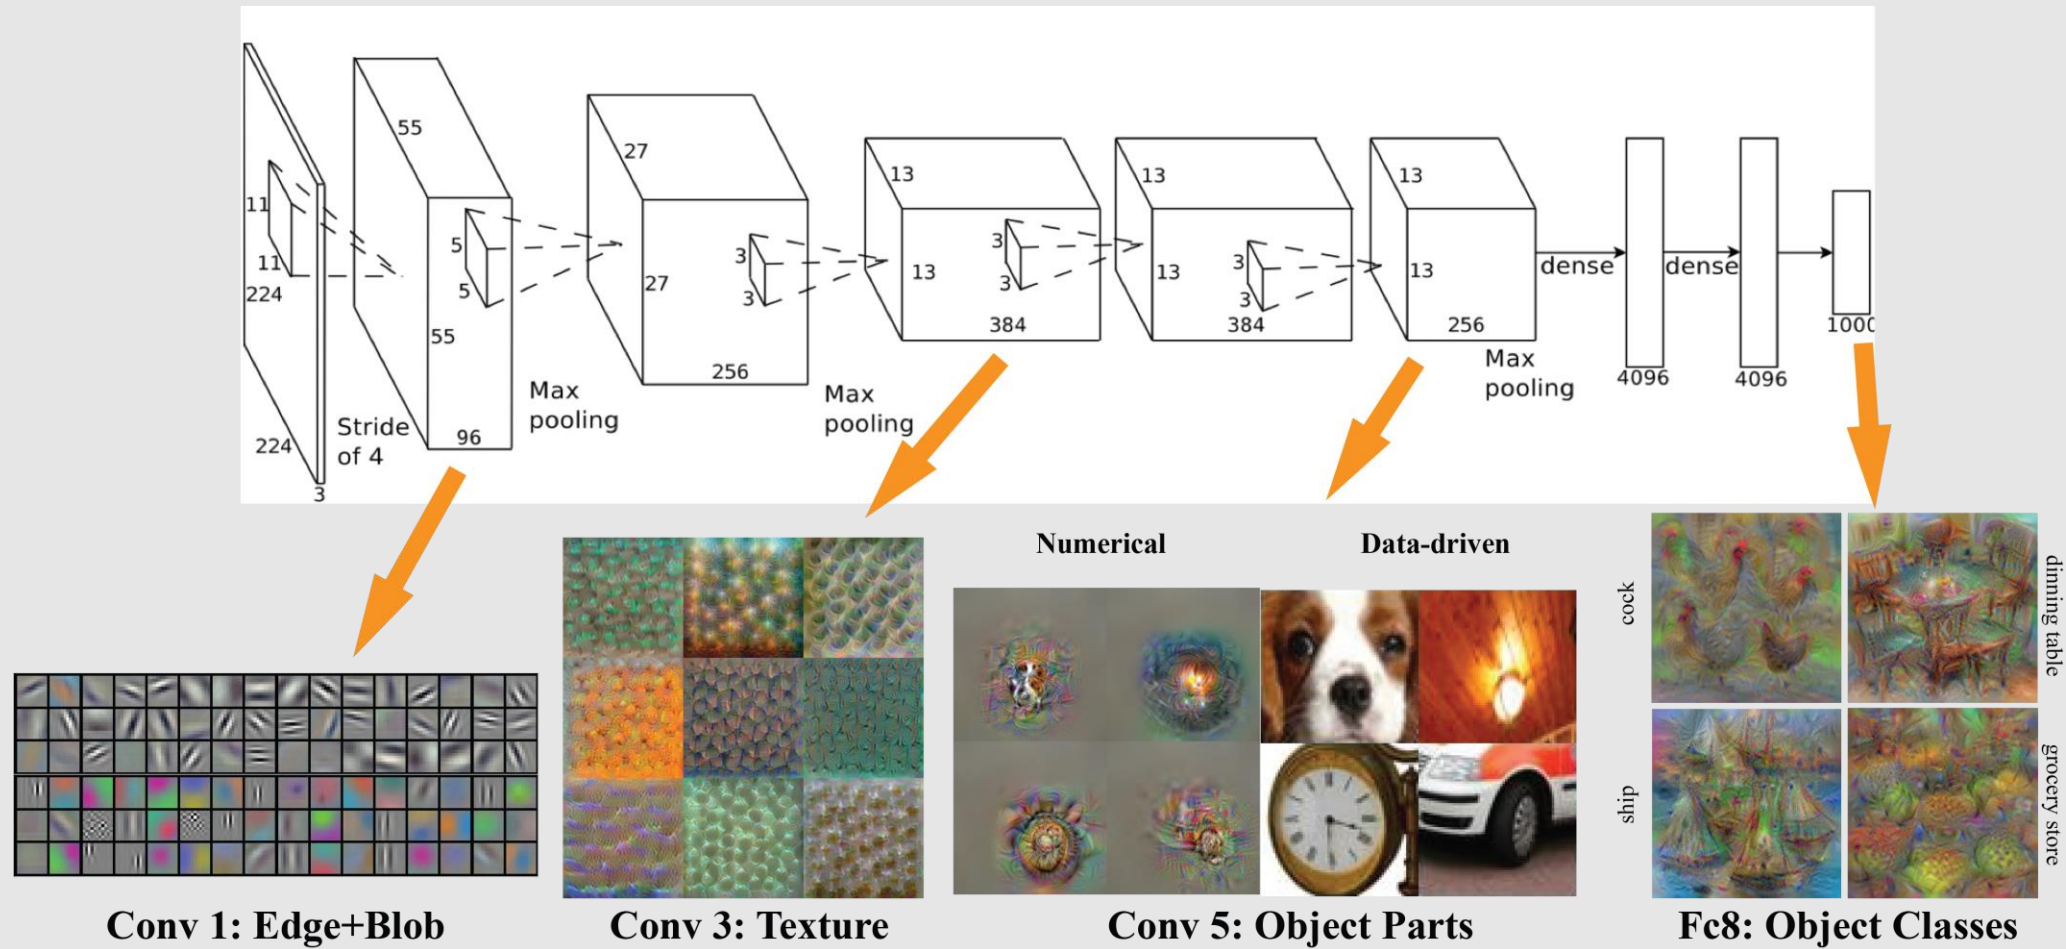 11
11
224
224
3
Stride
of 4
55
5
5
55
96
Max
pooling
27
3
3
27
256
Max
pooling
13
3
3
13
384
13
3
3
13
384
13
13
256
Max
pooling
dense
4096
dense
4096
1000
Numerical
Data-driven
cock
ship
dinning table
grocery store
Conv 1: Edge+Blob
Conv 3: Texture
Conv 5: Object Parts
Fc8: Object Classes